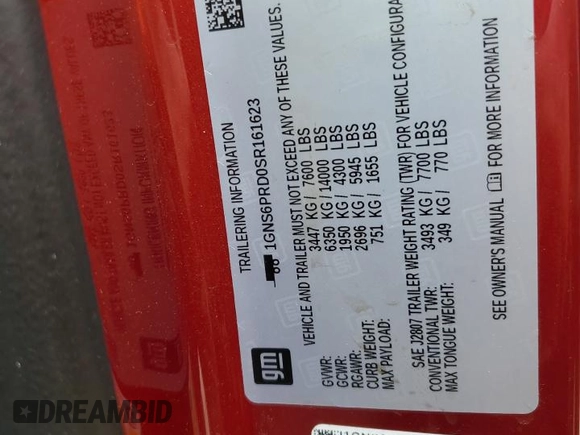 TRAILERING INFORMATION
1GNS6PRD0SR161623
VEHICLE AND TRAILER MUST NOT EXCEED ANY OF THESE VALUES.
GVWR: 3447 KG / 7600 LBS
GCWR: 6350 KG / 14000 LBS
RGAWR: 1950 KG / 4300 LBS
CURB WEIGHT: 2696 KG / 5945 LBS
MAX PAYLOAD: 751 KG / 1655 LBS
SAE J2807 TRAILER WEIGHT RATING (TWR) FOR VEHICLE CONFIGURA
CONVENTIONAL TWR: 3493 KG / 7700 LBS
MAX TONGUE WEIGHT: 349 KG / 770 LBS
SEE OWNER'S MANUAL FOR MORE INFORMATION
gm
DREAMBID